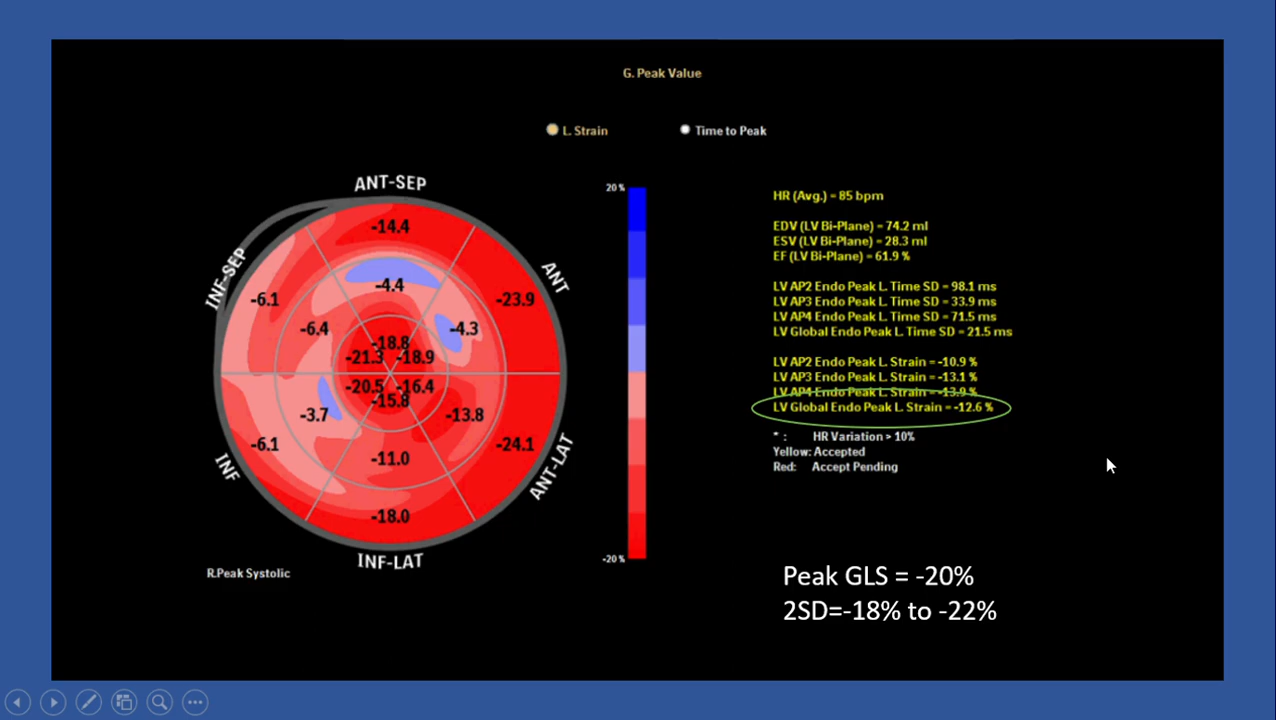 G. Peak Value
L. Strain
Time to Peak
ANT-SEP
20 %
HR (Avg.) = 85 bpm
-14.4
EDV (LV Bi-Plane) = 74.2 ml
ESV (LV Bi-Plane) = 28.3 ml
EF (LV Bi-Plane) = 61.9 %
INF-SEP
ANT
-4.4
LV AP2 Endo Peak L. Time SD = 98.1 ms
-6.1
-23.9
LV AP3 Endo Peak L. Time SD = 33.9 ms
LV AP4 Endo Peak L. Time SD = 71.5 ms
-6.4
-4.3
LV Global Endo Peak L. Time SD = 21.5 ms
-18.8
-21.3
-18.9
LV AP2 Endo Peak L. Strain = -10.9 %
LV AP3 Endo Peak L. Strain = -13.1 %
-20.5
-16.4
LV AP4 Endo Peak L. Strain = -13.9 %
-15.8
LV Global Endo Peak L. Strain = -12.6 %
-3.7
-13.8
* : HR Variation > 10%
-6.1
-24.1
Yellow: Accepted
-11.0
Red: Accept Pending
INF
ANT-LAT
-18.0
-20 %
INF-LAT
R.Peak Systolic
Peak GLS = -20%
2SD=-18% to -22%